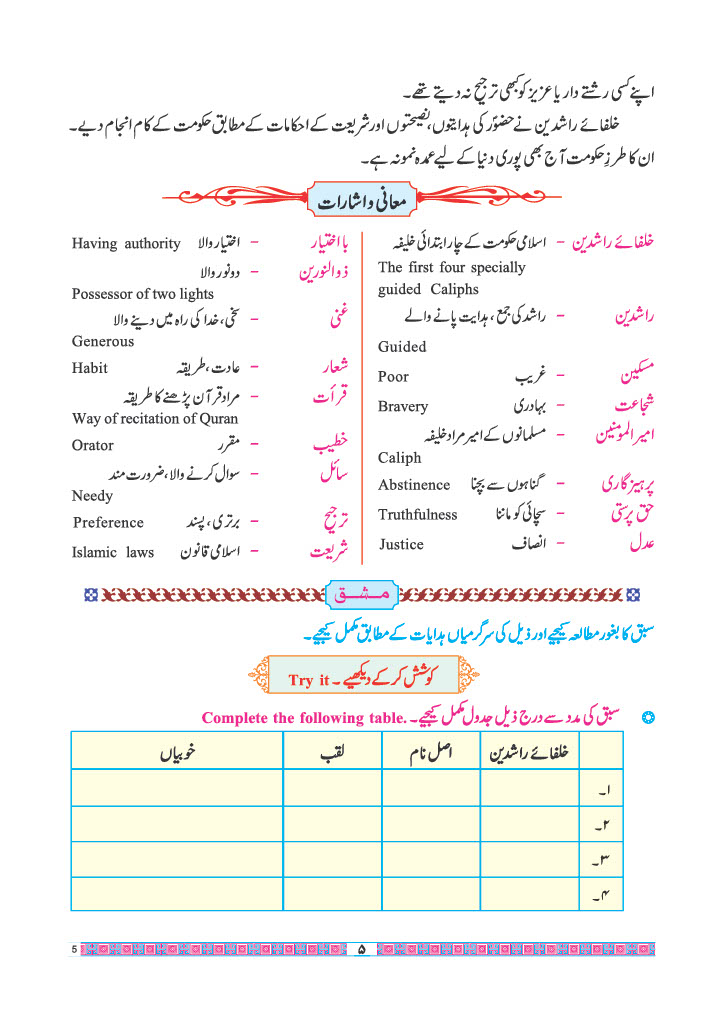 اپنے کسی رشتے دار یا عزیز کو کبھی ترجیح نہ دیتے تھے۔
خلفائے راشدین نے حضورؐ کی ہدایتوں، نصیحتوں اور شریعت کے احکامات کے مطابق حکومت کے کام انجام دیے۔
ان کا طرزِ حکومت آج بھی پوری دنیا کے لیے عمدہ نمونہ ہے۔
معانی و اشارات
خلفائے راشدین - اسلامی حکومت کے چار ابتدائی خلیفہ
The first four specially
guided Caliphs
راشدین - راشد کی جمع، ہدایت پانے والے
Guided
مسکین - غریب Poor
شجاعت - بہادری Bravery
امیر المومنین - مسلمانوں کے امیر مراد خلیفہ
Caliph
پرہیزگاری - گناہوں سے بچنا Abstinence
حق پرستی - سچائی کو ماننا Truthfulness
عدل - انصاف Justice
با اختیار - اختیار والا Having authority
ذوالنورین - دو نور والا
Possessor of two lights
غنی - سخی، خدا کی راہ میں دینے والا
Generous
شعار - عادت، طریقہ Habit
قرأت - مراد قرآن پڑھنے کا طریقہ
Way of recitation of Quran
خطیب - مقرر Orator
سائل - سوال کرنے والا، ضرورت مند
Needy
ترجیح - برتری، پسند Preference
شریعت - اسلامی قانون Islamic laws
مشق
سبق کا بغور مطالعہ کیجیے اور ذیل کی سرگرمیاں ہدایات کے مطابق مکمل کیجیے۔
کوشش کر کے دیکھیے۔ Try it
سبق کی مدد سے درج ذیل جدول مکمل کیجیے۔ Complete the following table.
خلفائے راشدین اصل نام لقب خوبیاں
۱۔
۲۔
۳۔
۴۔
۵
5